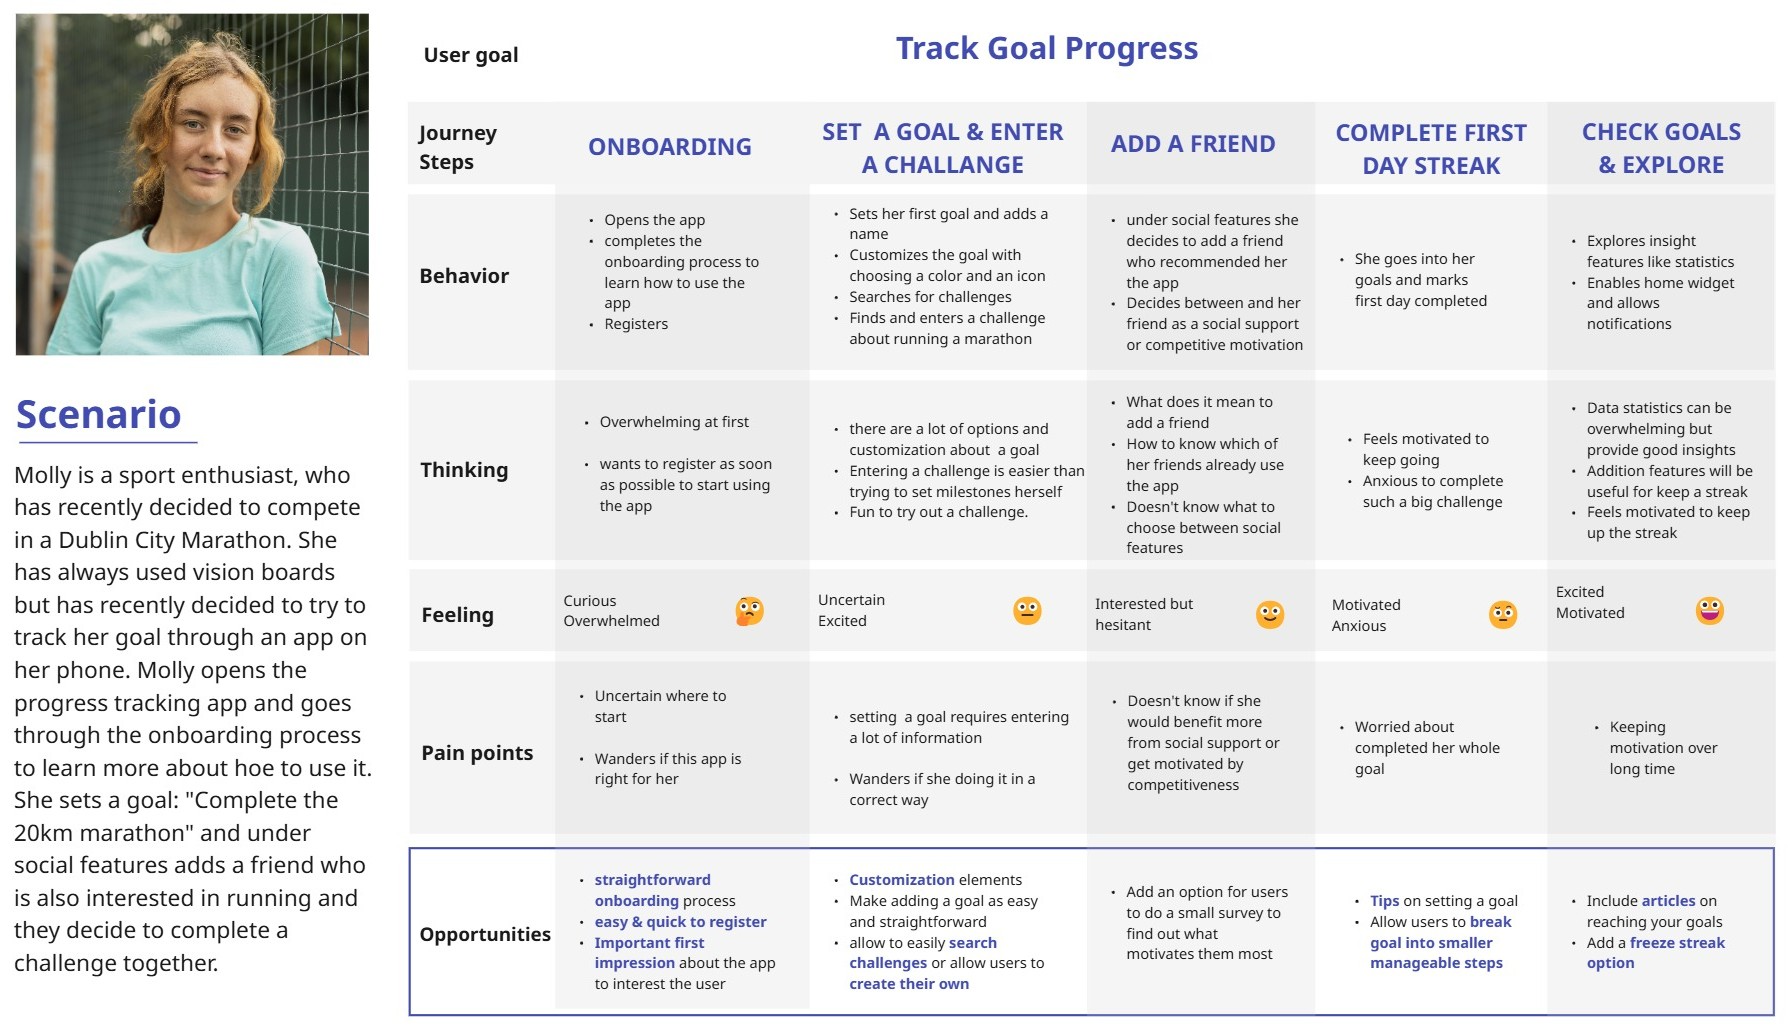 User goal
Track Goal Progress
Journey
Steps
ONBOARDING
SET  A GOAL & ENTER
A CHALLANGE
ADD A FRIEND
COMPLETE FIRST
DAY STREAK
CHECK GOALS
& EXPLORE
Behavior
• Opens the app
• completes the
onboarding process to
learn how to use the
app
• Registers
• Sets her first goal and adds a
name
• Customizes the goal with
choosing a color and an icon
• Searches for challenges
• Finds and enters a challenge
about running a marathon
• under social features she
decides to add a friend
who recommended her
the app
• Decides between and her
friend as a social support
or competitive motivation
• She goes into her
goals and marks
first day completed
• Explores insight
features like statistics
• Enables home widget
and allows
notifications
Thinking
• Overwhelming at first
• wants to register as soon
as possible to start using
the app
• there are a lot of options and
customization about  a goal
• Entering a challenge is easier than
trying to set milestones herself
• Fun to try out a challenge.
• What does it mean to
add a friend
• How to know which of
her friends already use
the app
• Doesn't know what to
choose between social
features
• Feels motivated to
keep going
• Anxious to complete
such a big challenge
• Data statistics can be
overwhelming but
provide good insights
• Addition features will be
useful for keep a streak
• Feels motivated to keep
up the streak
Feeling
Curious
Overwhelmed
Uncertain
Excited
Interested but
hesitant
Motivated
Anxious
Excited
Motivated
Pain points
• Uncertain where to
start
• Wanders if this app is
right for her
• setting  a goal requires entering
a lot of information
• Wanders if she doing it in a
correct way
• Doesn't know if she
would benefit more
from social support or
get motivated by
competitiveness
• Worried about
completed her whole
goal
• Keeping
motivation over
long time
Opportunities
• straightforward
onboarding process
• easy & quick to register
• Important first
impression about the app
to interest the user
• Customization elements
• Make adding a goal as easy
and straightforward
• allow to easily search
challenges or allow users to
create their own
• Add an option for users
to do a small survey to
find out what
motivates them most
• Tips on setting a goal
• Allow users to break
goal into smaller
manageable steps
• Include articles on
reaching your goals
• Add a freeze streak
option
Scenario
Molly is a sport enthusiast, who
has recently decided to compete
in a Dublin City Marathon. She
has always used vision boards
but has recently decided to try to
track her goal through an app on
her phone. Molly opens the
progress tracking app and goes
through the onboarding process
to learn more about hoe to use it.
She sets a goal: "Complete the
20km marathon" and under
social features adds a friend who
is also interested in running and
they decide to complete a
challenge together.